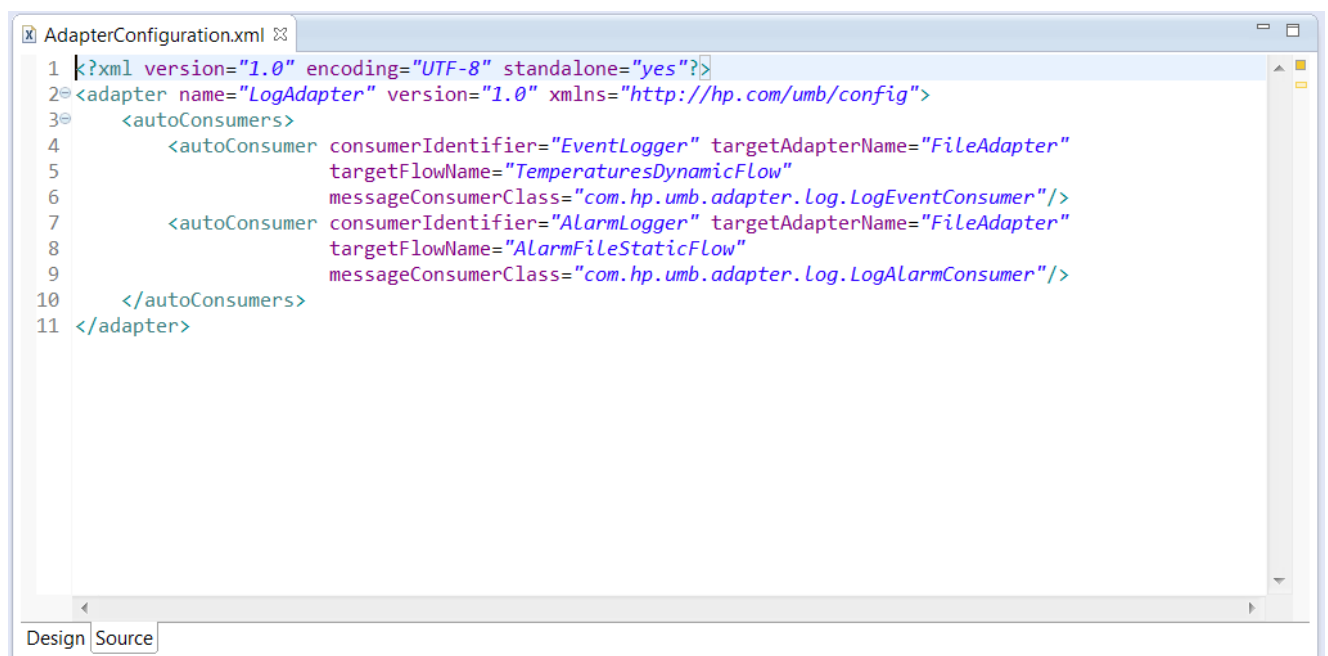 AdapterConfiguration.xml
1 <?xml version="1.0" encoding="UTF-8" standalone="yes"?>
2 <adapter name="LogAdapter" version="1.0" xmlns="http://hp.com/umb/config">
3 <autoConsumers>
4 <autoConsumer consumerIdentifier="EventLogger" targetAdapterName="FileAdapter"
5 targetFlowName="TemperaturesDynamicFlow"
6 messageConsumerClass="com.hp.umb.adapter.log.LogEventConsumer"/>
7 <autoConsumer consumerIdentifier="AlarmLogger" targetAdapterName="FileAdapter"
8 targetFlowName="AlarmFileStaticFlow"
9 messageConsumerClass="com.hp.umb.adapter.log.LogAlarmConsumer"/>
10 </autoConsumers>
11 </adapter>
Design Source